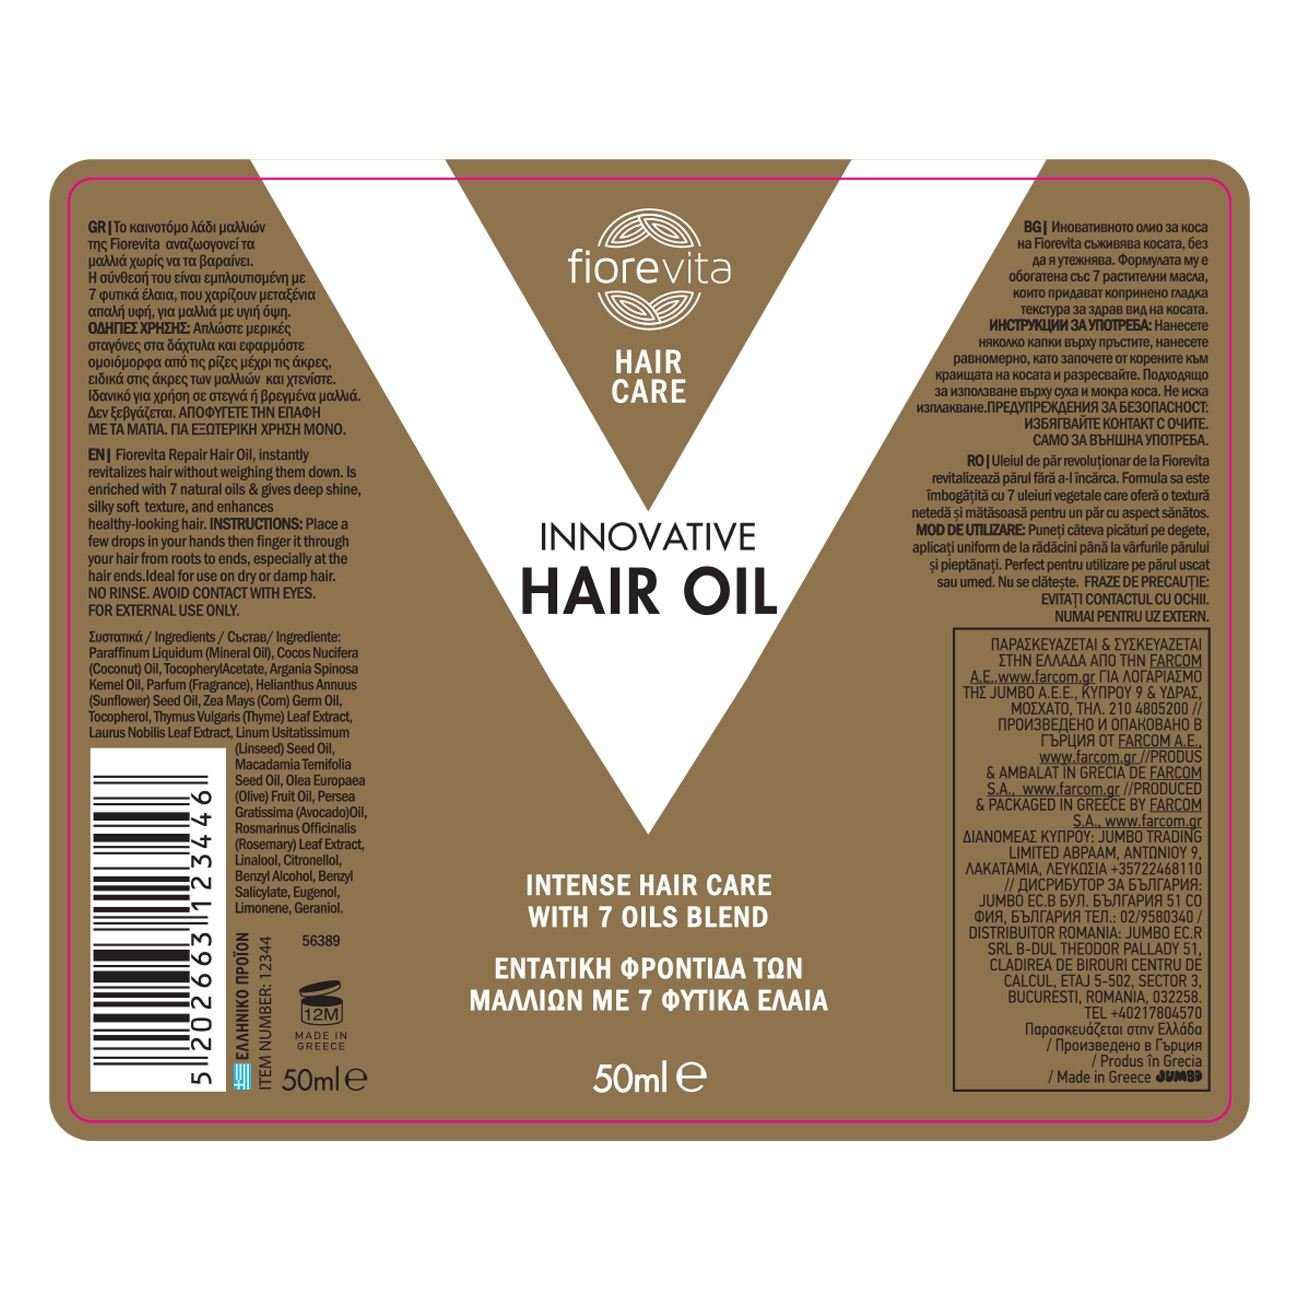 GR|Το καινοτόμο λάδι μαλλιών
της Fiorevita αναζωογονεί τα
μαλλιά χωρίς να τα βαραίνει.
Η σύνθεσή του είναι εμπλουτισμένη με
7 φυτικά έλαια, που χαρίζουν μεταξένια
απαλή υφή, για μαλλιά με υγιή όψη.
ΟΔΗΓΙΕΣ ΧΡΗΣΗΣ: Απλώστε μερικές
σταγόνες στα δάχτυλα και εφαρμόστε
ομοιόμορφα από τις ρίζες μέχρι τις άκρες,
ειδικά στις άκρες των μαλλιών και χτενίστε.
Ιδανικό για χρήση σε στεγνά ή βρεγμένα μαλλιά.
Δεν ξεβγάζεται. ΑΠΟΦΥΓΕΤΕ ΤΗΝ ΕΠΑΦΗ
ΜΕ ΤΑ ΜΑΤΙΑ. ΓΙΑ ΕΞΩΤΕΡΙΚΗ ΧΡΗΣΗ ΜΟΝΟ.
EN| Fiorevita Repair Hair Oil, instantly
revitalizes hair without weighing them down. Is
enriched with 7 natural oils & gives deep shine,
silky soft texture, and enhances
healthy-looking hair. INSTRUCTIONS: Place a
few drops in your hands then finger it through
your hair from roots to ends, especially at the
hair ends.Ideal for use on dry or damp hair.
NO RINSE. AVOID CONTACT WITH EYES.
FOR EXTERNAL USE ONLY.
Συστατικά / Ingredients / Състав/ Ingrediente:
Paraffinum Liquidum (Mineral Oil), Cocos Nucifera
(Coconut) Oil, TocopherylAcetate, Argania Spinosa
Kernel Oil, Parfum (Fragrance), Helianthus Annuus
(Sunflower) Seed Oil, Zea Mays (Corn) Germ Oil,
Tocopherol, Thymus Vulgaris (Thyme) Leaf Extract,
Laurus Nobilis Leaf Extract, Linum Usitatissimum
(Linseed) Seed Oil,
Macadamia Ternifolia
Seed Oil, Olea Europaea
(Olive) Fruit Oil, Persea
Gratissima (Avocado)Oil,
Rosmarinus Officinalis
(Rosemary) Leaf Extract,
Linalool, Citronellol,
Benzyl Alcohol, Benzyl
Salicylate, Eugenol,
Limonene, Geraniol.
5 202663 123446
ΕΛΛΗΝΙΚΟ ΠΡΟΪΟΝ
ITEM NUMBER: 12344
56389
12M
MADE IN
GREECE
50ml e
fiorevita
HAIR
CARE
INNOVATIVE
HAIR OIL
INTENSE HAIR CARE
WITH 7 OILS BLEND
ΕΝΤΑΤΙΚΗ ΦΡΟΝΤΙΔΑ ΤΩΝ
ΜΑΛΛΙΩΝ ΜΕ 7 ΦΥΤΙΚΑ ΕΛΑΙΑ
50ml e
BG| Иновативното олио за коса
на Fiorevita съживява косата, без
да я утежнява. Формулата му е
обогатена със 7 растителни масла,
които придават копринено гладка
текстура за здрав вид на косата.
ИНСТРУКЦИИ ЗА УПОТРЕБА: Нанесете
няколко капки върху пръстите, нанесете
равномерно, като започете от корените към
краищата на косата и разресвайте. Подходящо
за използване върху суха и мокра коса. Не иска
изплакване.ПРЕДУПРЕЖДЕНИЯ ЗА БЕЗОПАСНОСТ:
ИЗБЯГВАЙТЕ КОНТАКТ С ОЧИТЕ.
САМО ЗА ВЪНШНА УПОТРЕБА.
RO|Uleiul de păr revoluționar de la Fiorevita
revitalizează părul fără a-l încărca. Formula sa este
îmbogățită cu 7 uleiuri vegetale care oferă o textură
netedă și mătăsoasă pentru un păr cu aspect sănătos.
MOD DE UTILIZARE: Puneți câteva picături pe degete,
aplicați uniform de la rădăcini până la vârfurile părului
și pieptănați. Perfect pentru utilizare pe părul uscat
sau umed. Nu se clătește. FRAZE DE PRECAUȚIE:
EVITAȚI CONTACTUL CU OCHII.
NUMAI PENTRU UZ EXTERN.
ΠΑΡΑΣΚΕΥΑΖΕΤΑΙ & ΣΥΣΚΕΥΑΖΕΤΑΙ
ΣΤΗΝ ΕΛΛΑΔΑ ΑΠΟ ΤΗΝ FARCOM
Α.Ε.,www.farcom.gr ΓΙΑ ΛΟΓΑΡΙΑΣΜΟ
ΤΗΣ JUMBO A.E.E., ΚΥΠΡΟΥ 9 & ΥΔΡΑΣ,
ΜΟΣΧΑΤΟ, ΤΗΛ. 210 4805200 //
ПРОИЗВЕДЕНО И ОПАКОВАНО В
ГЪРЦИЯ ОТ FARCOM A.E.,
www.farcom.gr //PRODUS
& AMBALAT IN GRECIA DE FARCOM
S.A., www.farcom.gr //PRODUCED
& PACKAGED IN GREECE BY FARCOM
S.A., www.farcom.gr
ΔΙΑΝΟΜΕΑΣ ΚΥΠΡΟΥ: JUMBO TRADING
LIMITED ΑΒΡΑΑΜ, ΑΝΤΩΝΙΟΥ 9,
ΛΑΚΑΤΑΜΙΑ, ΛΕΥΚΩΣΙΑ +35722468110
// ДИСРИБУТОР ЗА БЪЛГАРИЯ:
JUMBO EC.B БУЛ. БЪЛГАРИЯ 51 СО
ФИЯ, БЪЛГАРИЯ ТЕЛ.: 02/9580340 /
DISTRIBUITOR ROMANIA: JUMBO EC.R
SRL B-DUL THEODOR PALLADY 51,
CLADIREA DE BIROURI CENTRU DE
CALCUL, ETAJ 5-502, SECTOR 3,
BUCURESTI, ROMANIA, 032258.
TEL +40217804570
Παρασκευάζεται στην Ελλάδα
/ Произведено в Гърция
/ Produs în Grecia
/ Made in Greece JUMBO